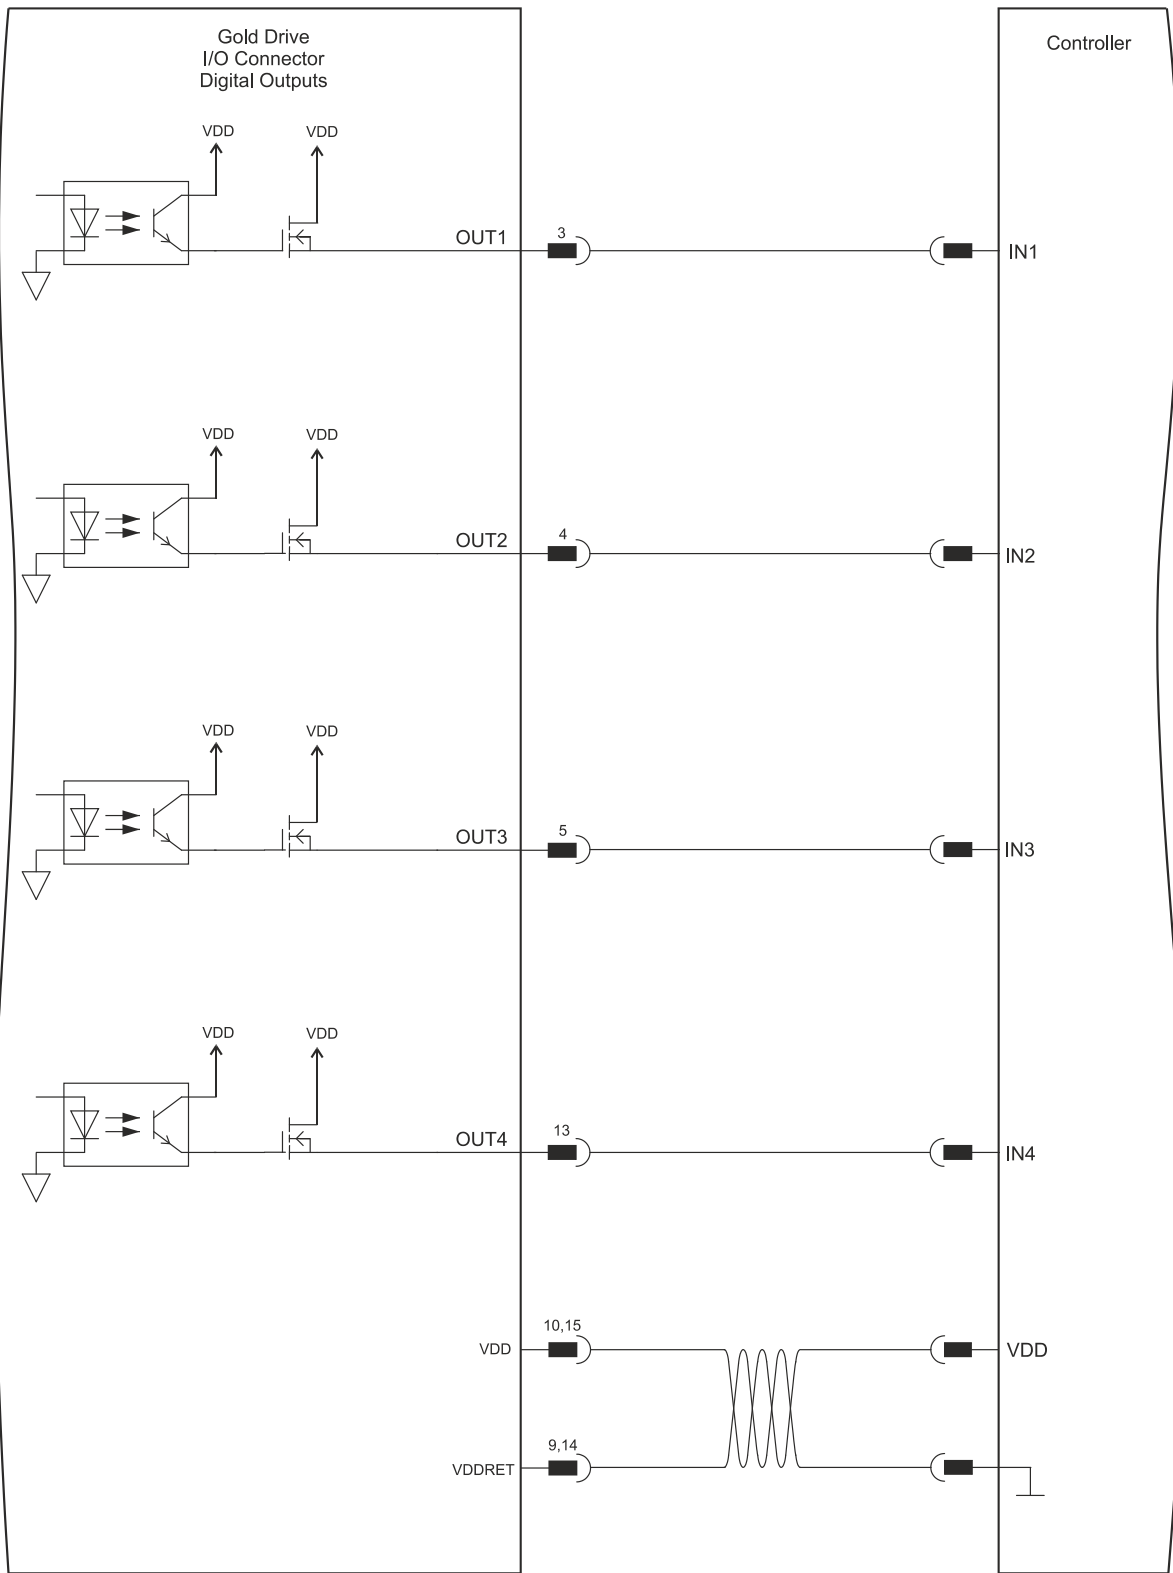 Gold Drive
I/O Connector
Digital Outputs
Controller
VDD
VDD
OUT1
3
IN1
VDD
VDD
OUT2
4
IN2
VDD
VDD
OUT3
5
IN3
VDD
VDD
OUT4
13
IN4
VDD
10,15
VDD
VDDRET
9,14